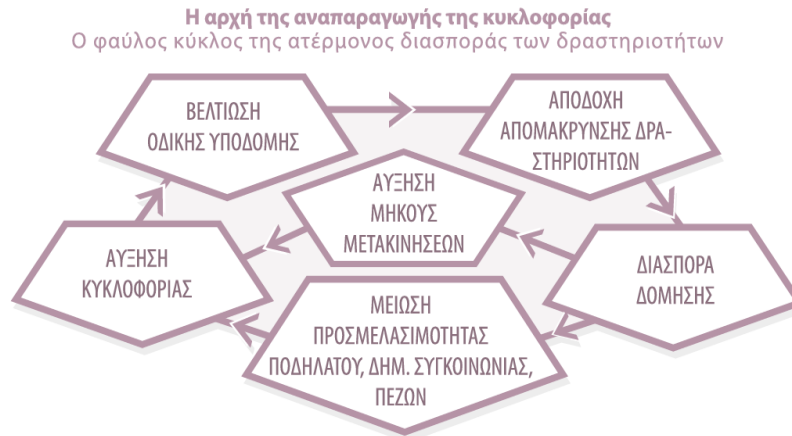 Η αρχή της αναπαραγωγής της κυκλοφορίας
Ο φαύλος κύκλος της ατέρμονος διασποράς των δραστηριοτήτων
ΒΕΛΤΙΩΣΗ
ΟΔΙΚΗΣ ΥΠΟΔΟΜΗΣ
ΑΠΟΔΟΧΗ
ΑΠΟΜΑΚΡΥΝΣΗΣ ΔΡΑ-
ΣΤΗΡΙΟΤΗΤΩΝ
ΑΥΞΗΣΗ
ΜΗΚΟΥΣ
ΜΕΤΑΚΙΝΗΣΕΩΝ
ΑΥΞΗΣΗ
ΚΥΚΛΟΦΟΡΙΑΣ
ΔΙΑΣΠΟΡΑ
ΔΟΜΗΣΗΣ
ΜΕΙΩΣΗ
ΠΡΟΣΜΕΛΑΣΙΜΟΤΗΤΑΣ
ΠΟΔΗΛΑΤΟΥ, ΔΗΜ. ΣΥΓΚΟΙΝΩΝΙΑΣ,
ΠΕΖΩΝ